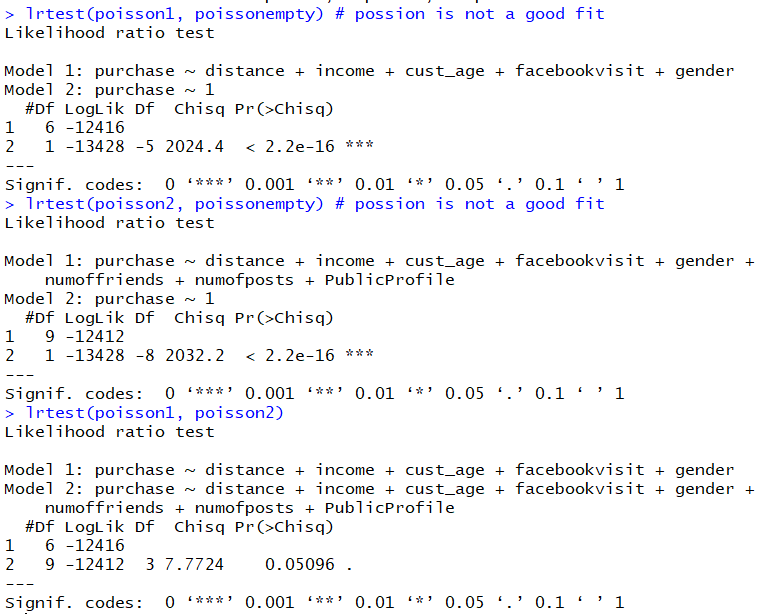 > lrtest(poisson1, poissonempty) # possion is not a good fit
Likelihood ratio test

Model 1: purchase ~ distance + income + cust_age + facebookvisit + gender
Model 2: purchase ~ 1
  #Df LogLik Df  Chisq Pr(>Chisq)
1   6 -12416
2   1 -13428 -5 2024.4  < 2.2e-16 ***
---
Signif. codes:  0 ‘***’ 0.001 ‘**’ 0.01 ‘*’ 0.05 ‘.’ 0.1 ‘ ’ 1
> lrtest(poisson2, poissonempty) # possion is not a good fit
Likelihood ratio test

Model 1: purchase ~ distance + income + cust_age + facebookvisit + gender +
    numoffriends + numofposts + PublicProfile
Model 2: purchase ~ 1
  #Df LogLik Df  Chisq Pr(>Chisq)
1   9 -12412
2   1 -13428 -8 2032.2  < 2.2e-16 ***
---
Signif. codes:  0 ‘***’ 0.001 ‘**’ 0.01 ‘*’ 0.05 ‘.’ 0.1 ‘ ’ 1
> lrtest(poisson1, poisson2)
Likelihood ratio test

Model 1: purchase ~ distance + income + cust_age + facebookvisit + gender
Model 2: purchase ~ distance + income + cust_age + facebookvisit + gender +
    numoffriends + numofposts + PublicProfile
  #Df LogLik Df  Chisq Pr(>Chisq)
1   6 -12416
2   9 -12412  3 7.7724    0.05096 .
---
Signif. codes:  0 ‘***’ 0.001 ‘**’ 0.01 ‘*’ 0.05 ‘.’ 0.1 ‘ ’ 1